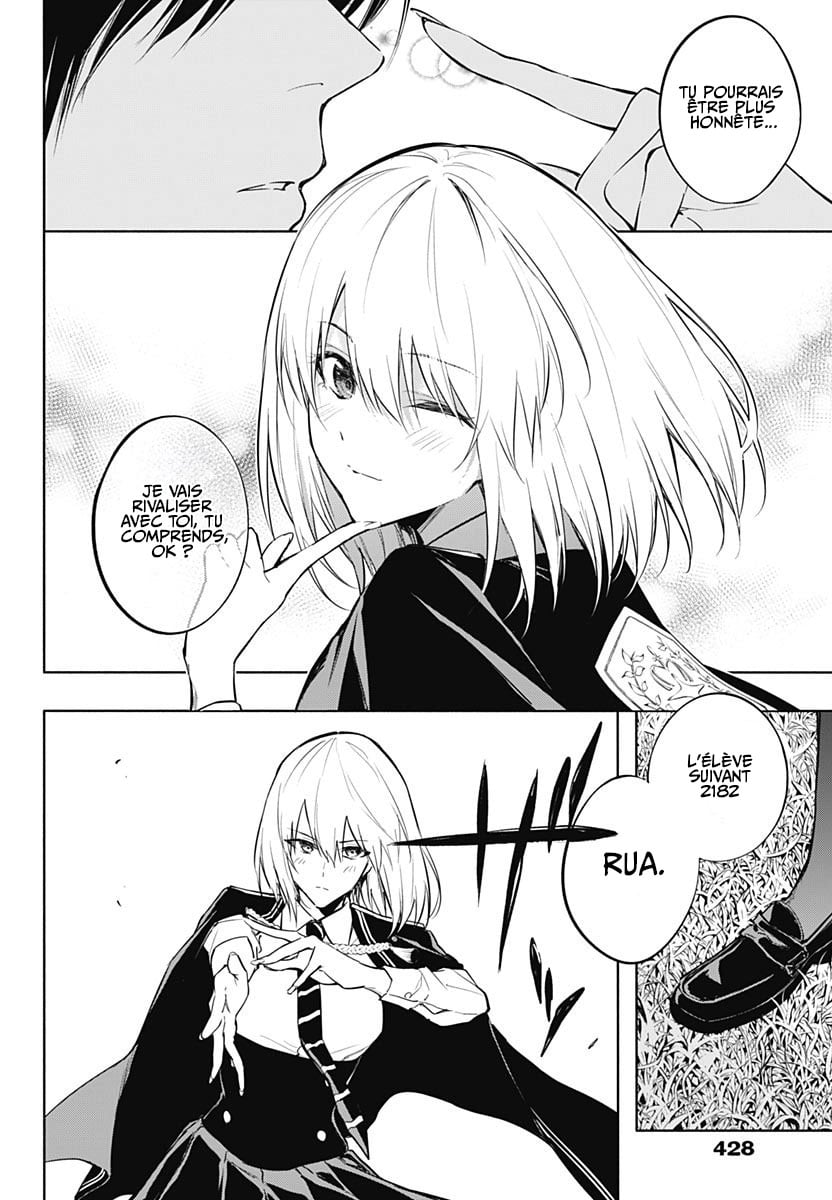 TU POURRAIS
ÊTRE PLUS
HONNÊTE...
JE VAIS
RIVALISER
AVEC TOI, TU
COMPRENDS,
OK ?
L'ÉLÈVE
SUIVANT
2182
RUA.
428